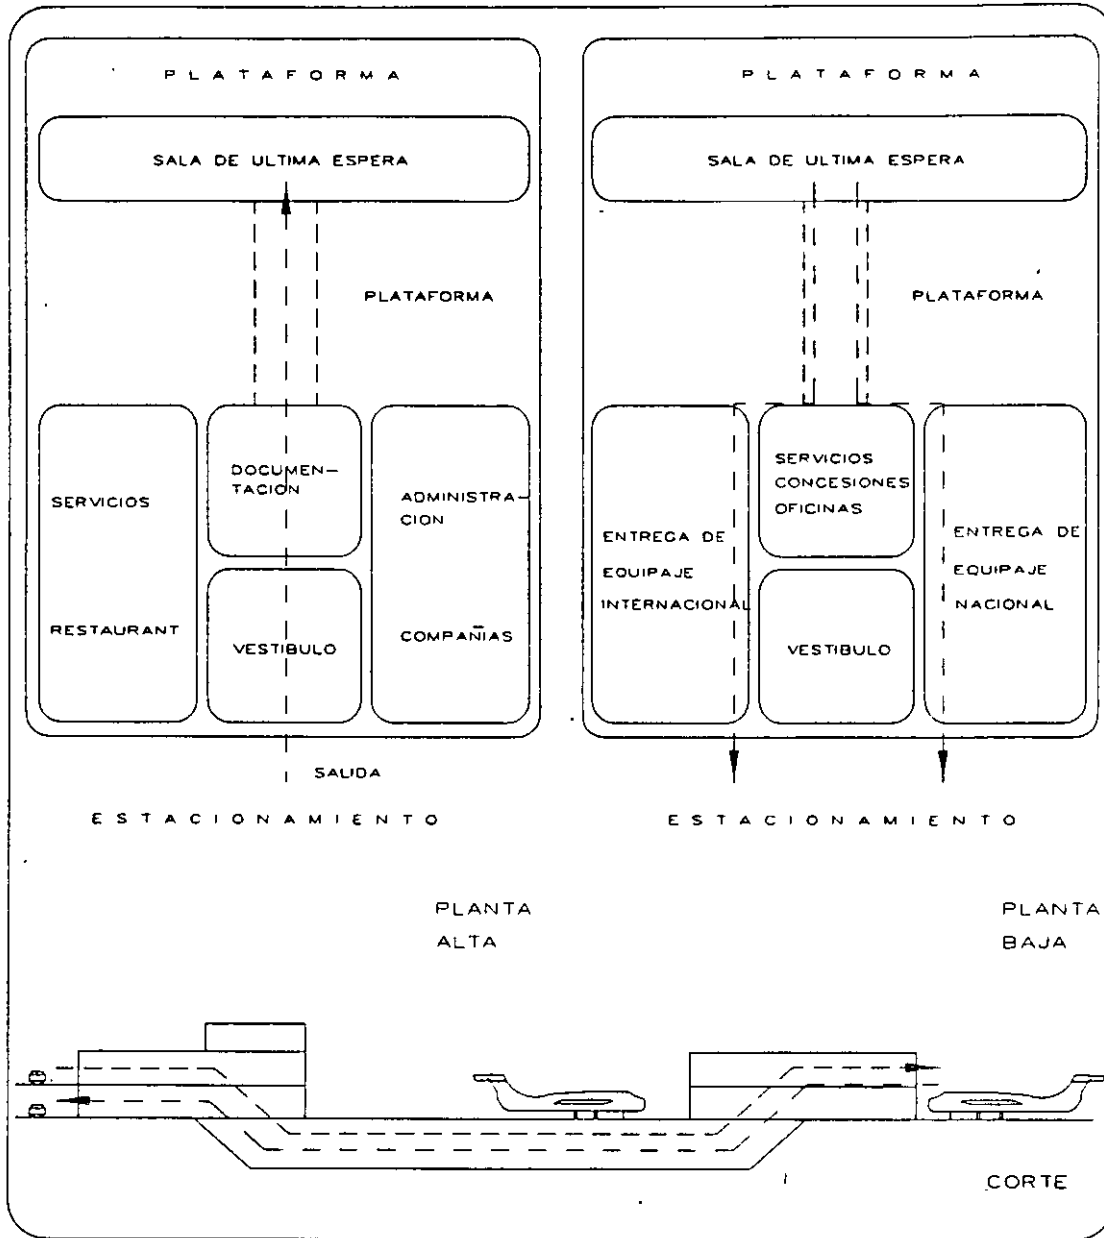 PLATAFORMA
SALA DE ULTIMA ESPERA
PLATAFORMA
DOCUMEN-
TACION
SERVICIOS
ADMINISTRA-
CION
RESTAURANT
VESTIBULO
COMPAÑIAS
SALIDA
ESTACIONAMIENTO
PLANTA
ALTA
PLATAFORMA
SALA DE ULTIMA ESPERA
PLATAFORMA
SERVICIOS
CONCESIONES
OFICINAS
ENTREGA DE
EQUIPAJE
INTERNACIONAL
ENTREGA DE
EQUIPAJE
NACIONAL
VESTIBULO
ESTACIONAMIENTO
PLANTA
BAJA
CORTE